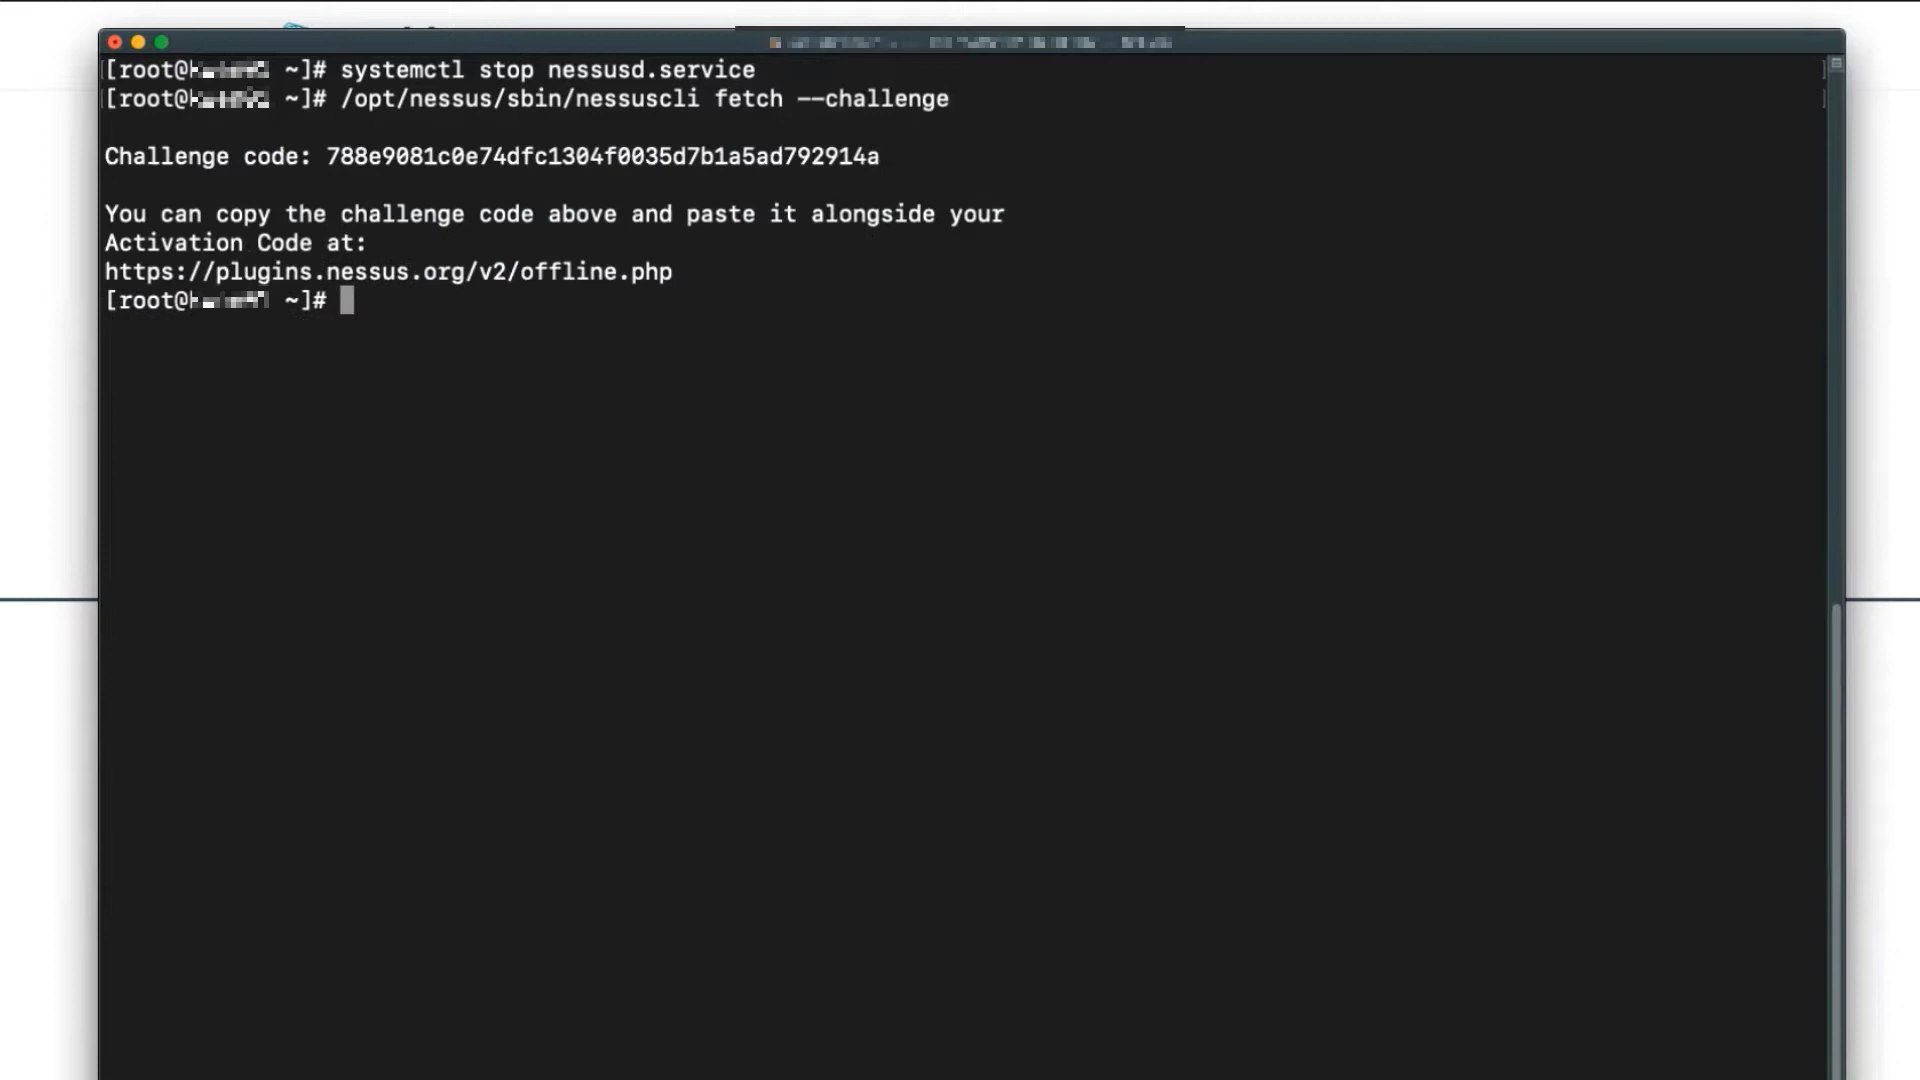 [root@ ~]# systemctl stop nessusd.service
[root@ ~]# /opt/nessus/sbin/nessuscli fetch --challenge
Challenge code: 788e9081c0e74dfc1304f0035d7b1a5ad792914a
You can copy the challenge code above and paste it alongside your
Activation Code at:
https://plugins.nessus.org/v2/offline.php
[root@ ~]#